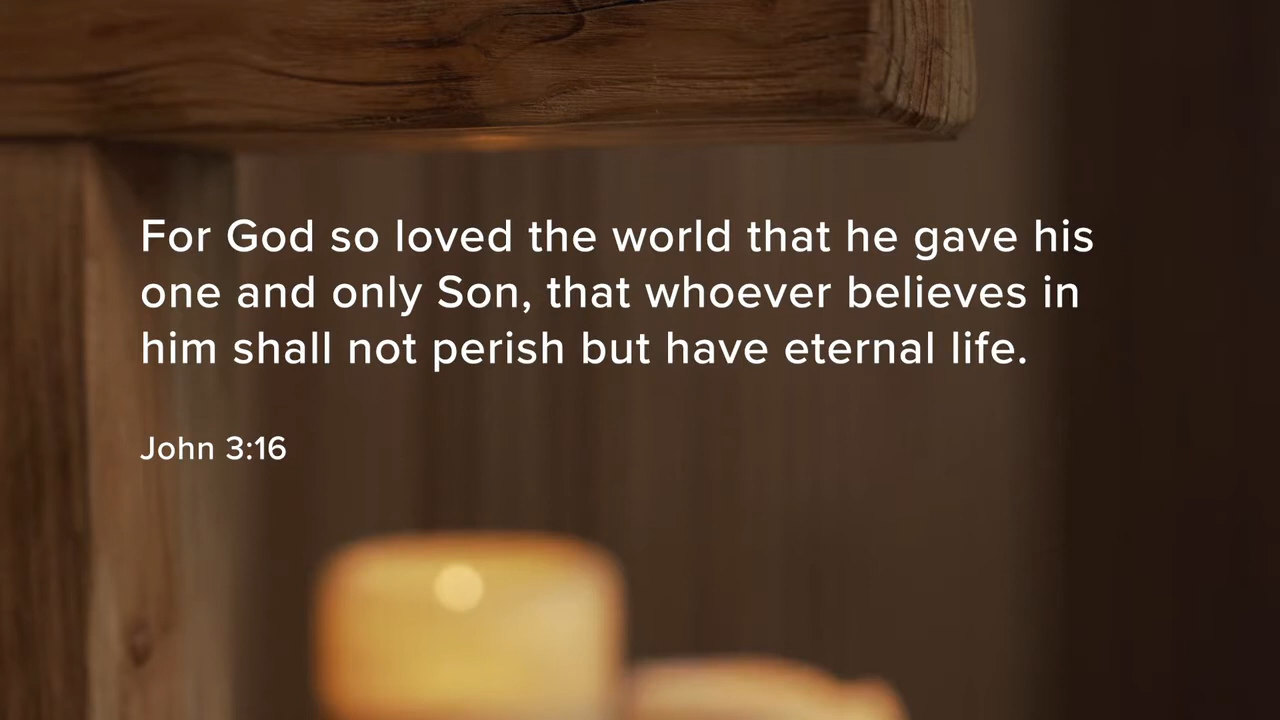 For God so loved the world that he gave his
one and only Son, that whoever believes in
him shall not perish but have eternal life.
John 3:16